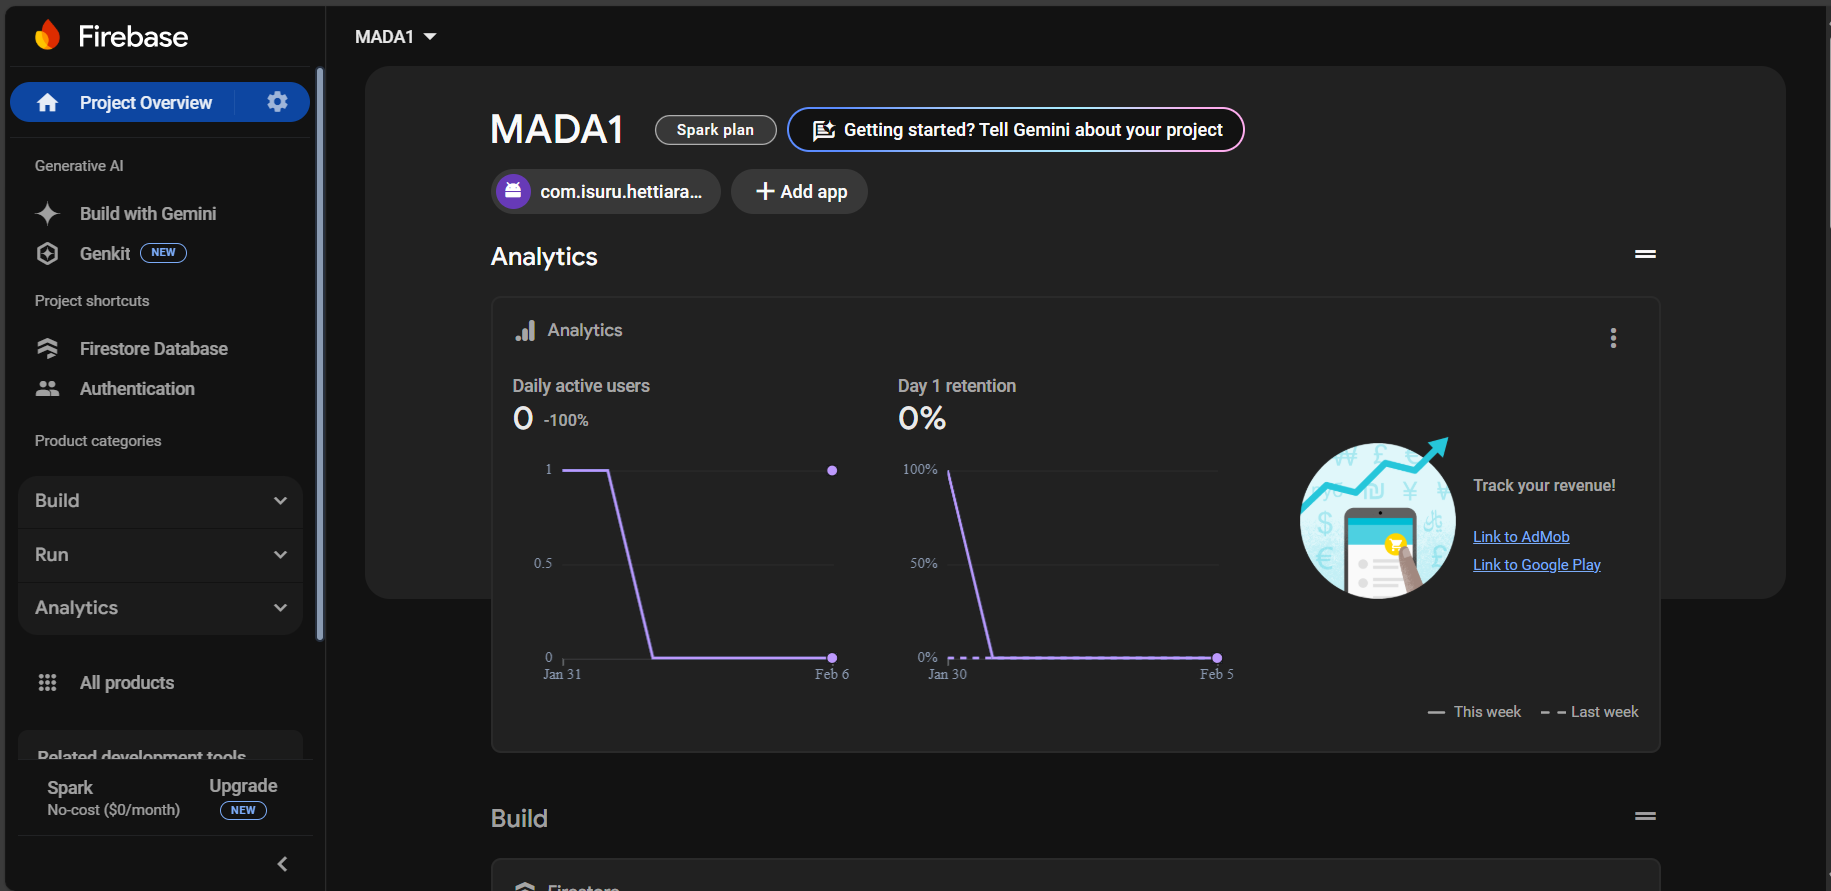 Firebase
MADA1
Project Overview
Generative AI
Build with Gemini
Genkit NEW
Project shortcuts
Firestore Database
Authentication
Product categories
Build
Run
Analytics
All products
Related development tools
Spark
No-cost ($0/month)
Upgrade
NEW
MADA1
Spark plan
Getting started? Tell Gemini about your project
com.isuru.hettiara...
Add app
Analytics
Analytics
Daily active users
0 -100%
1
0.5
0
Jan 31
Feb 6
Day 1 retention
0%
100%
50%
0%
Jan 30
Feb 5
Track your revenue!
Link to AdMob
Link to Google Play
This week
Last week
Build
Firestore